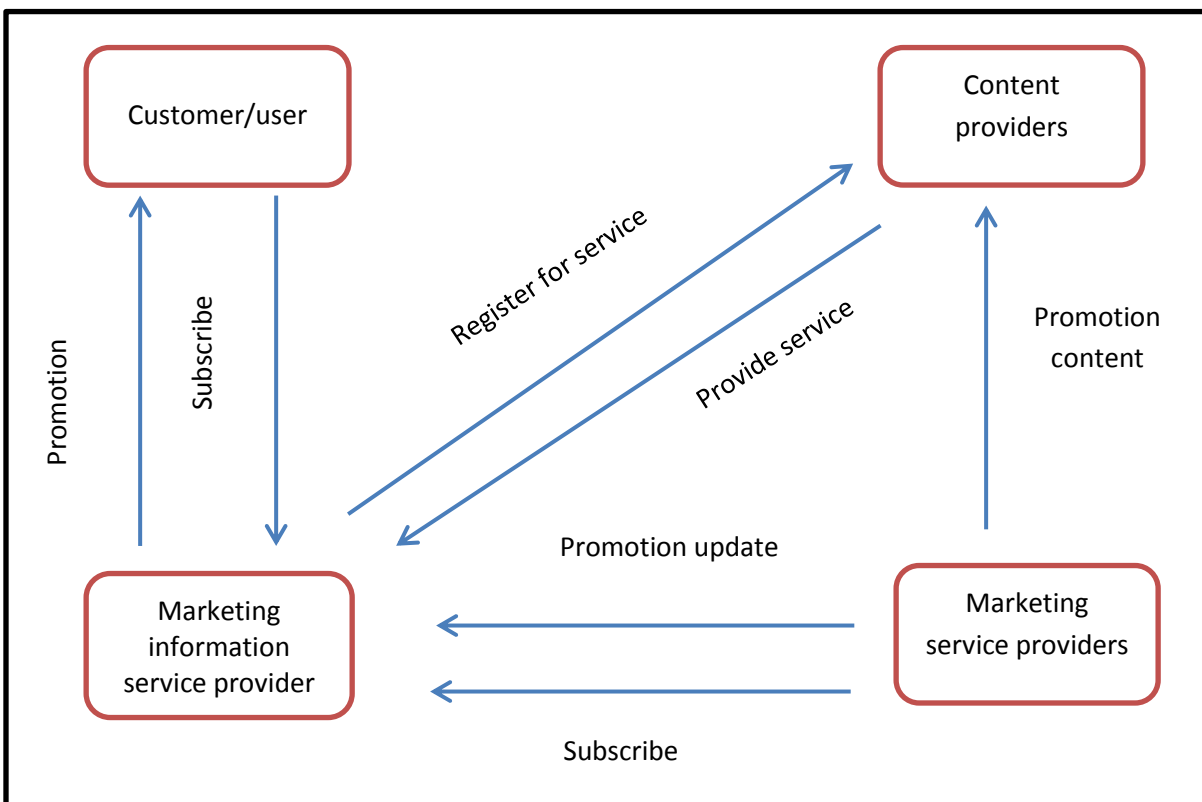 Customer/user
Content
providers
Promotion
Subscribe
Register for service
Provide service
Promotion
content
Promotion update
Marketing
information
service provider
Marketing
service providers
Subscribe